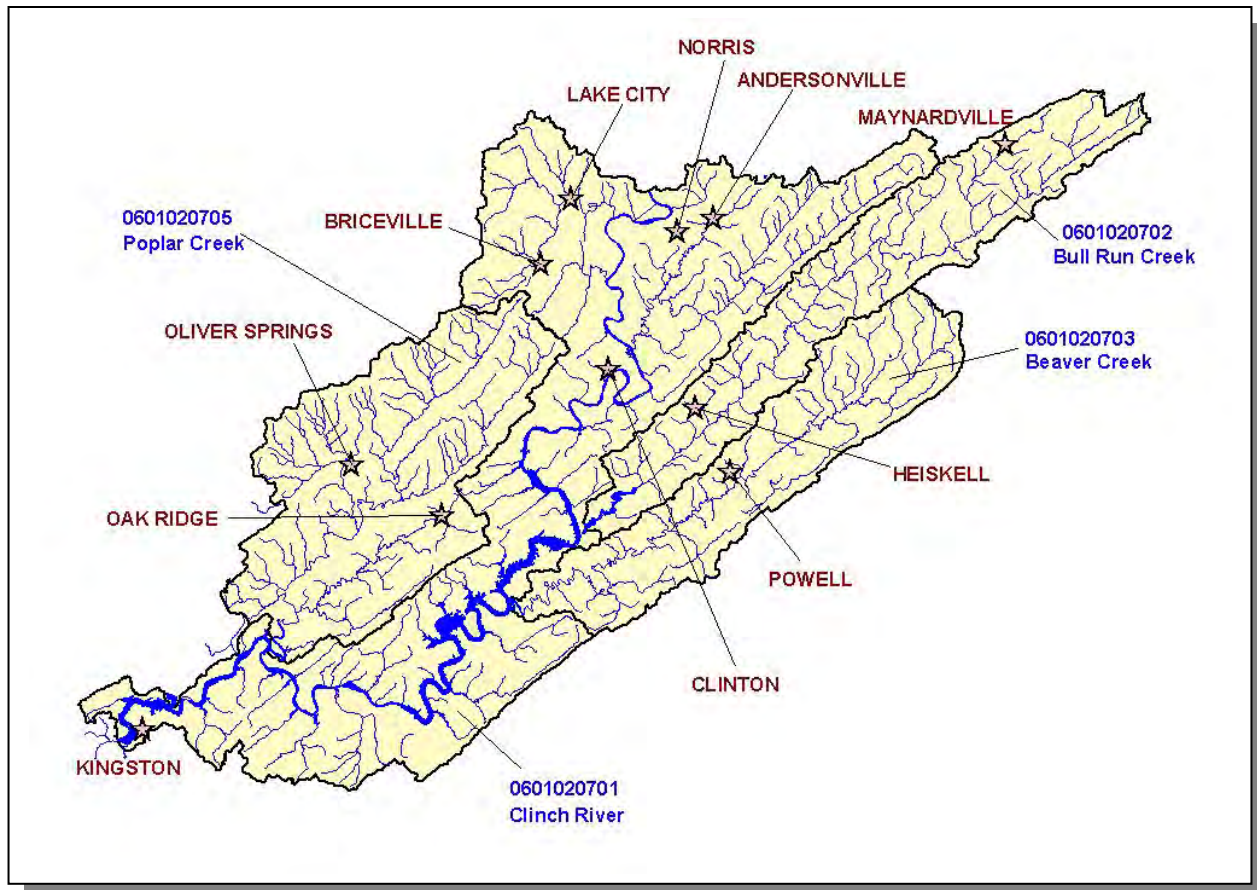 NORRIS
ANDERSONVILLE
LAKE CITY
MAYNARDVILLE
0601020705
Poplar Creek
BRICEVILLE
0601020702
Bull Run Creek
OLIVER SPRINGS
0601020703
Beaver Creek
HEISKELL
OAK RIDGE
POWELL
CLINTON
KINGSTON
0601020701
Clinch River